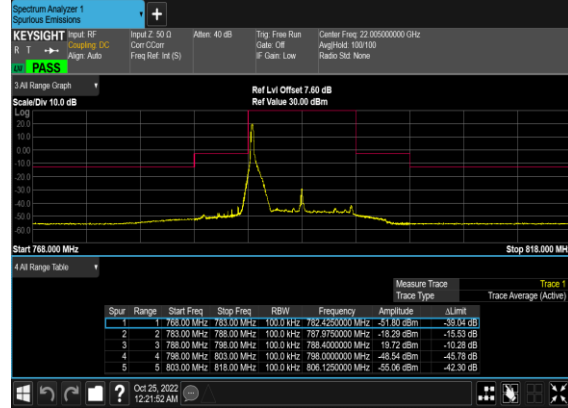 Spectrum Analyzer 1
Spurious Emissions
KEYSIGHT Input: RF Input Z: 50 Ω Atten: 40 dB Trig: Free Run Center Freq: 22.005000000 GHz
R T Coupling: DC Corr CCorr Gate: Off Avg|Hold: 100/100
Align: Auto Freq Ref: Int (S) IF Gain: Low Radio Std: None
PASS
3 All Range Graph
Ref Lvl Offset 7.60 dB
Scale/Div 10.0 dB Ref Value 30.00 dBm
Log
20.0
10.0
0.00
-10.0
-20.0
-30.0
-40.0
-50.0
-60.0
Start 768.000 MHz Stop 818.000 MH
4 All Range Table
Measure Trace Trace 1
Trace Type Trace Average (Active)
Spur Range Start Freq Stop Freq RBW Frequency Amplitude ΔLimit
1 1 768.00 MHz 783.00 MHz 100.0 kHz 782.4250000 MHz -51.80 dBm -39.04 dB
2 2 783.00 MHz 788.00 MHz 100.0 kHz 787.9750000 MHz -18.29 dBm -15.53 dB
3 3 788.00 MHz 798.00 MHz 100.0 kHz 788.4000000 MHz 19.72 dBm -10.28 dB
4 4 798.00 MHz 803.00 MHz 100.0 kHz 798.0000000 MHz -48.54 dBm -45.78 dB
5 5 803.00 MHz 818.00 MHz 100.0 kHz 806.1250000 MHz -55.06 dBm -42.30 dB
? Oct 25, 2022
12:21:52 AM